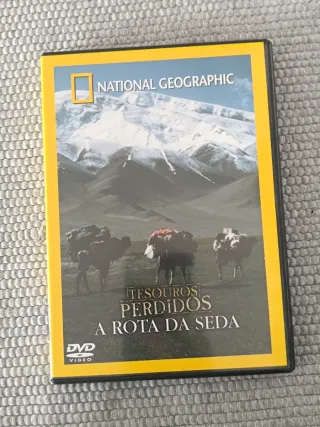 NATIONAL GEOGRAPHIC
TESOUROS
PERDIDOS
A ROTA DA SEDA
DVD
VIDEO